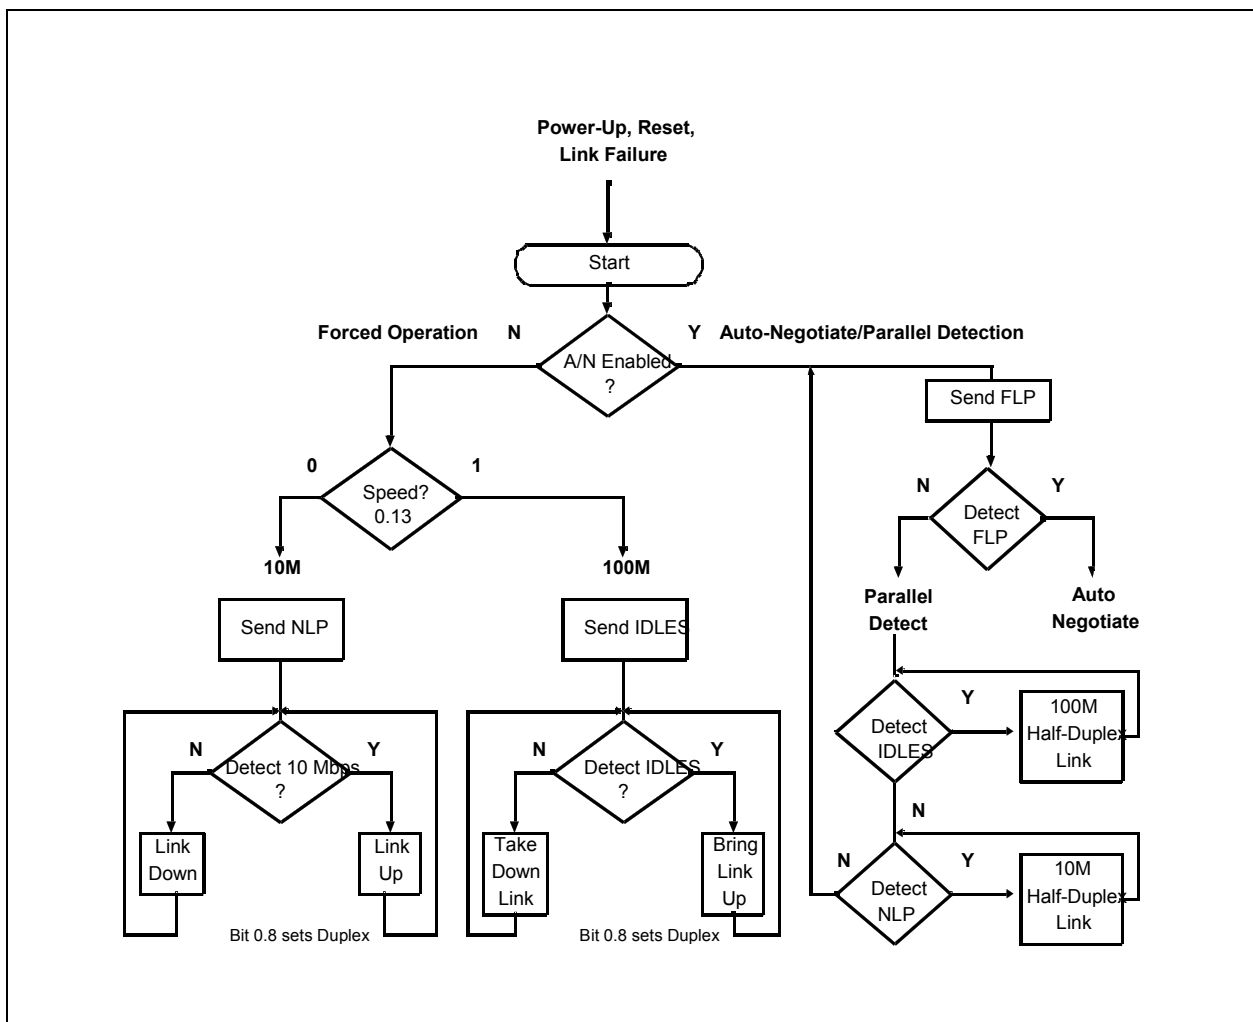 Power-Up, Reset,
Link Failure
Start
Forced Operation N
Y Auto-Negotiate/Parallel Detection
A/N Enabled
?
Send FLP
0
1
Speed?
0.13
N
Y
Detect
FLP
10M
100M
Parallel
Detect
Auto
Negotiate
Send NLP
Send IDLES
N
Y
Detect 10 Mbps
?
N
Y
Detect IDLES
?
Y
Detect
IDLES
100M
Half-Duplex
Link
N
Link
Down
Link
Up
Take
Down
Link
Bring
Link
Up
N
Y
Detect
NLP
10M
Half-Duplex
Link
Bit 0.8 sets Duplex
Bit 0.8 sets Duplex